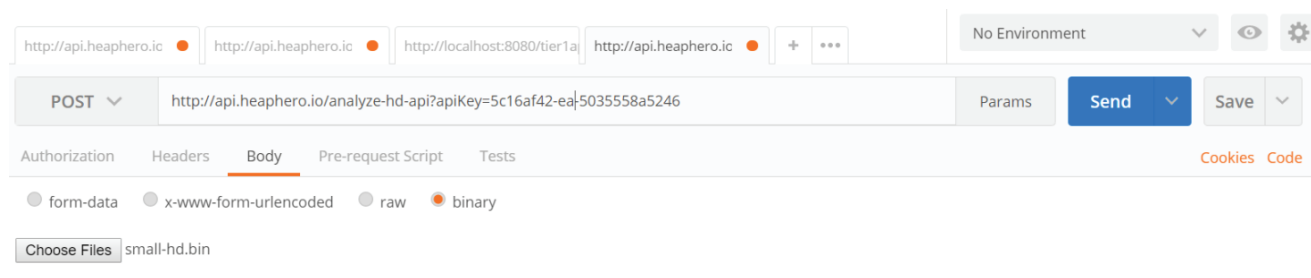 http://api.heaphero.ic http://api.heaphero.ic http://localhost:8080/tier1a http://api.heaphero.ic + ••• No Environment
POST http://api.heaphero.io/analyze-hd-api?apiKey=5c16af42-ea-5035558a5246 Params Send Save
Authorization Headers Body Pre-request Script Tests Cookies Code
form-data x-www-form-urlencoded raw binary
Choose Files small-hd.bin